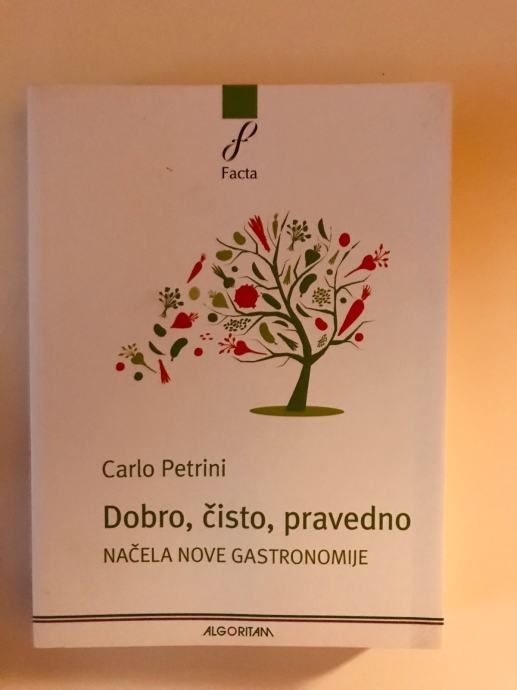 Facta
Carlo Petrini
Dobro, čisto, pravedno
NAČELA NOVE GASTRONOMIJE
ALGORITAM